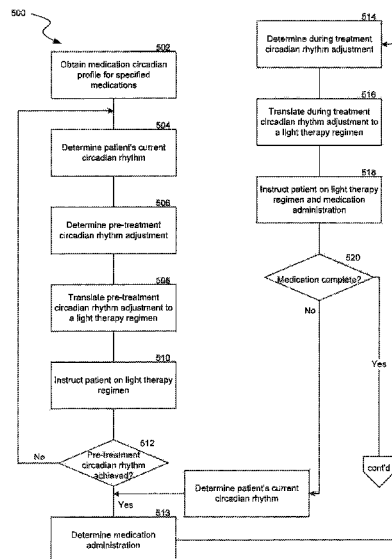 500
502
Obtain medication circadian
profile for specified
medications
504
Determine patient's current
circadian rhythm
506
Determine pre-treatment
circadian rhythm adjustment
508
Translate pre-treatment
circadian rhythm adjustment to
a light therapy regimen
510
Instruct patient on light therapy
regimen
512
Pre-treatment
circadian rhythm
achieved?
No
Yes
513
Determine medication
administration
514
Determine during treatment
circadian rhythm adjustment
516
Translate during treatment
circadian rhythm adjustment to
a light therapy regimen
518
Instruct patient on light therapy
regimen and medication
administration
520
Medication complete?
No
Yes
cont'd
Determine patient's current
circadian rhythm